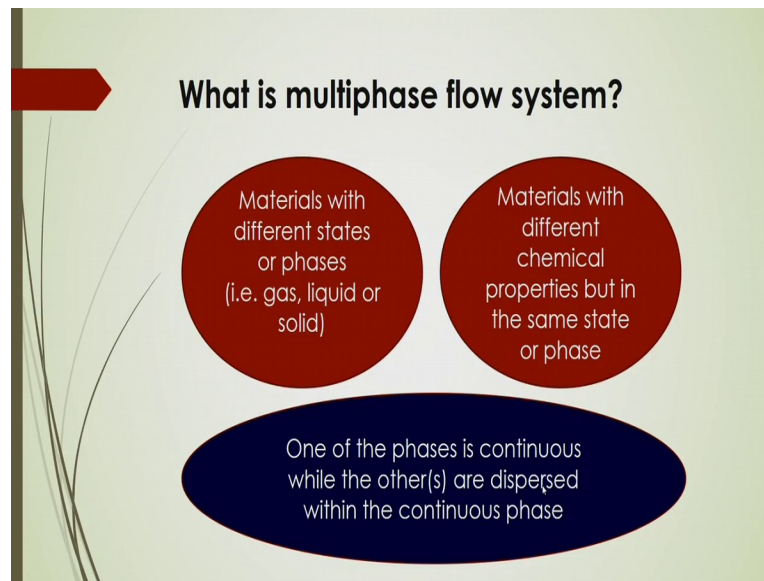 What is multiphase flow system?
Materials with
different states
or phases
(i.e. gas, liquid or
solid)
Materials with
different
chemical
properties but in
the same state
or phase
One of the phases is continuous
while the other(s) are dispersed
within the continuous phase